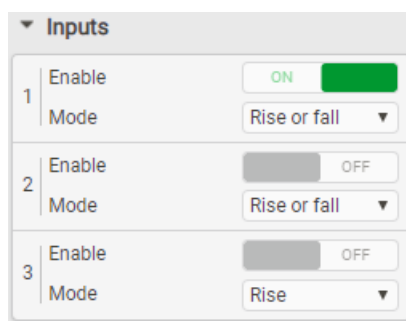 Inputs
1
Enable ON
Mode Rise or fall
2
Enable OFF
Mode Rise or fall
3
Enable OFF
Mode Rise